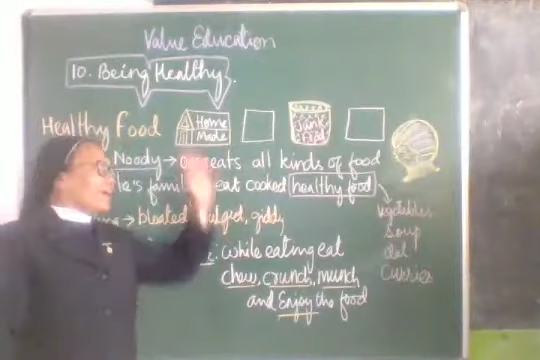 Value Education
10. Being Healthy
Healthy Food
Home Made
Junk Food
Noody → eats all kinds of food
eat cooked healthy food
vegetables
Soup
dal
Curries
→ bloated giddy
: while eating eat
chew, crunch, munch
and Enjoy the food